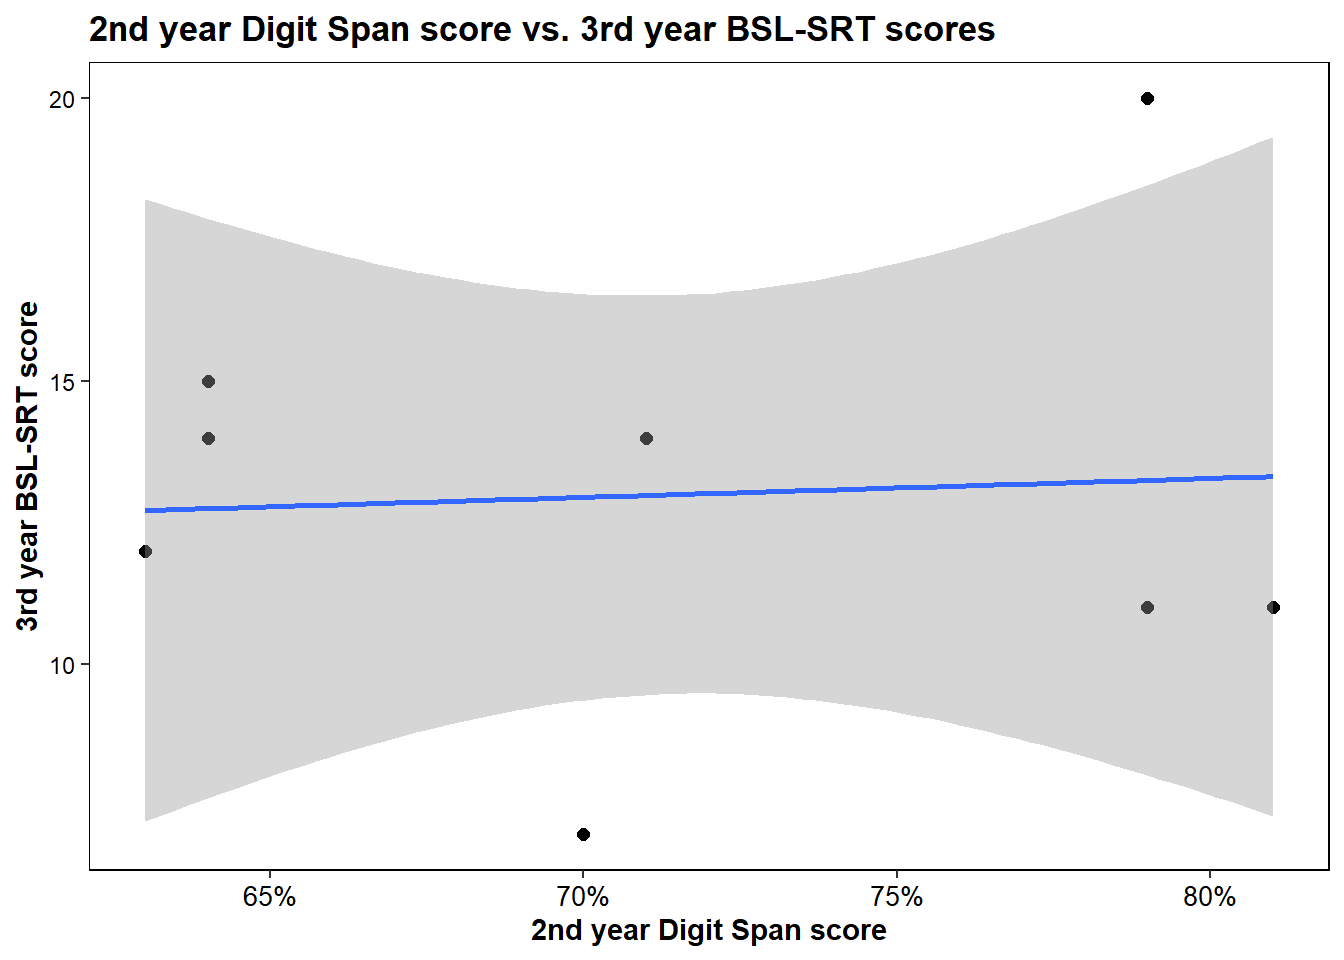 2nd year Digit Span score vs. 3rd year BSL-SRT scores
20
15
10
3rd year BSL-SRT score
65% 70% 75% 80%
2nd year Digit Span score